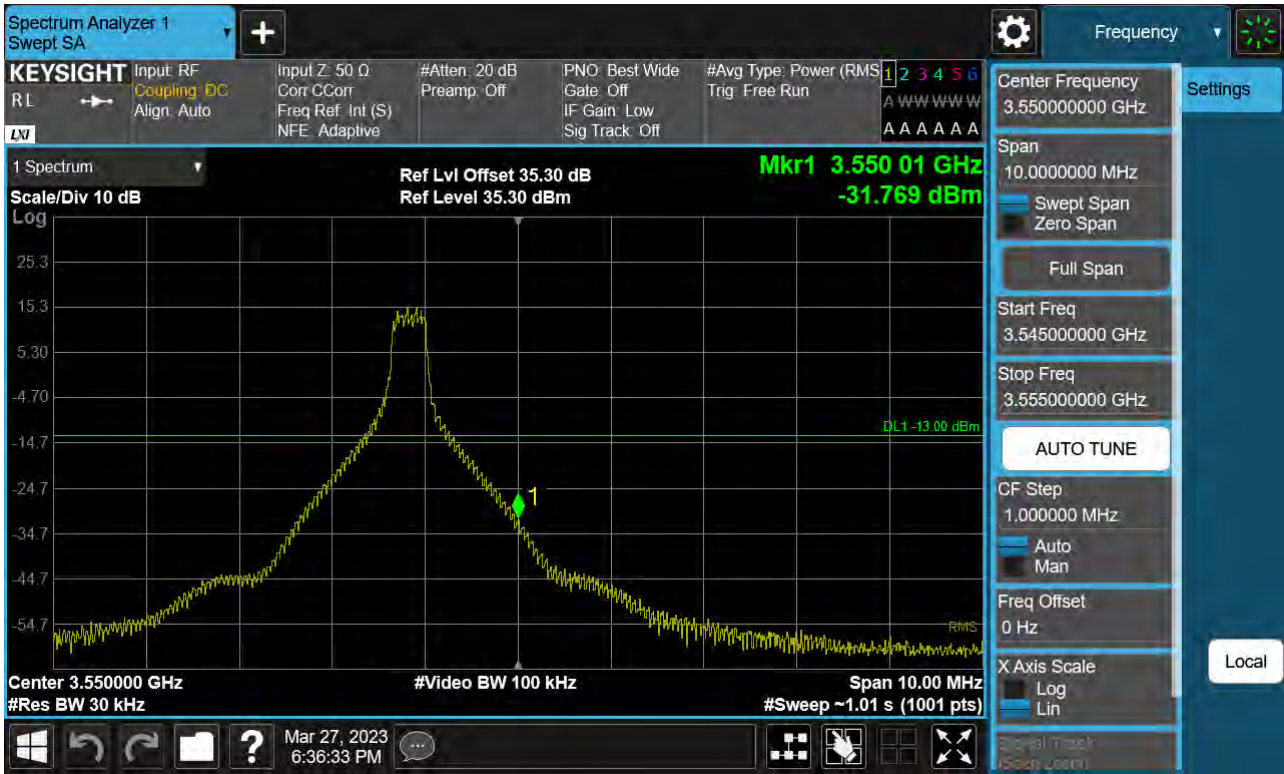 Spectrum Analyzer 1
Swept SA
+
Frequency
KEYSIGHT
RL
LXI
Input: RF
Coupling: DC
Align: Auto
Input Z: 50 Ω
Corr CCorr
Freq Ref: Int (S)
NFE: Adaptive
#Atten: 20 dB
Preamp: Off
PNO: Best Wide
Gate: Off
IF Gain: Low
Sig Track: Off
#Avg Type: Power (RMS
Trig: Free Run
1 2 3 4 5 6
A W W W W W
A A A A A A
1 Spectrum
Scale/Div 10 dB
Log
Ref Lvl Offset 35.30 dB
Ref Level 35.30 dBm
Mkr1 3.550 01 GHz
-31.769 dBm
25.3
15.3
5.30
-4.70
-14.7
-24.7
-34.7
-44.7
-54.7
DL1 -13.00 dBm
1
RMS
Center 3.550000 GHz
#Res BW 30 kHz
#Video BW 100 kHz
Span 10.00 MHz
#Sweep ~1.01 s (1001 pts)
Center Frequency
3.550000000 GHz
Span
10.0000000 MHz
Swept Span
Zero Span
Full Span
Start Freq
3.545000000 GHz
Stop Freq
3.555000000 GHz
AUTO TUNE
CF Step
1.000000 MHz
Auto
Man
Freq Offset
0 Hz
X Axis Scale
Log
Lin
Signal Track
(Span Zoom)
Settings
Local
?
Mar 27, 2023
6:36:33 PM